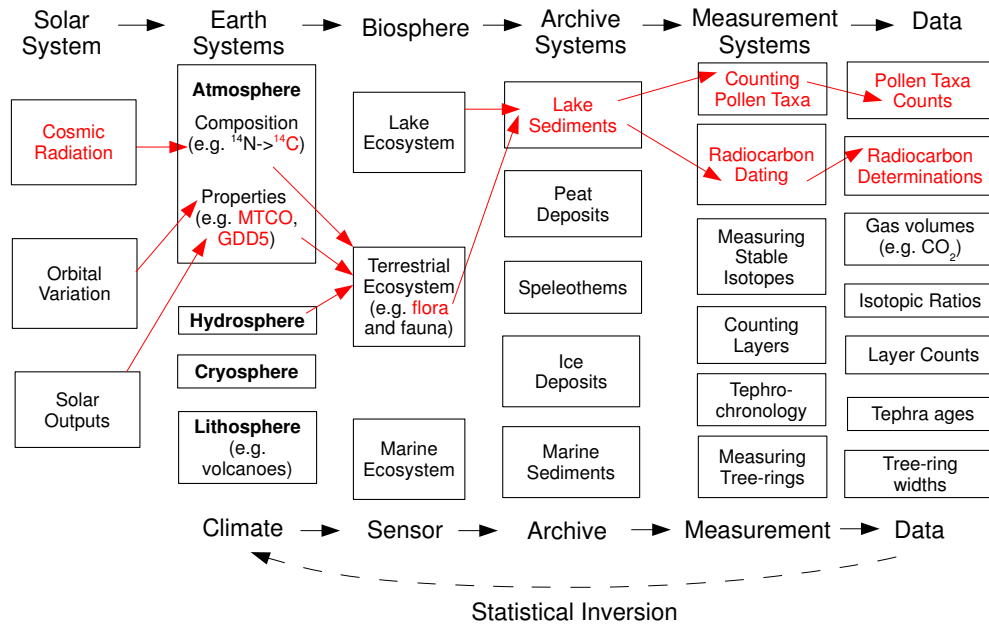 Solar
System
Earth
Systems
Biosphere
Archive
Systems
Measurement
Systems
Data
Cosmic
Radiation
Orbital
Variation
Solar
Outputs
Atmosphere
Composition
(e.g. ¹⁴N->¹⁴C)
Properties
(e.g. MTCO,
GDD5)
Hydrosphere
Cryosphere
Lithosphere
(e.g.
volcanoes)
Lake
Ecosystem
Terrestrial
Ecosystem
(e.g. flora
and fauna)
Marine
Ecosystem
Lake
Sediments
Peat
Deposits
Speleothems
Ice
Deposits
Marine
Sediments
Counting
Pollen Taxa
Radiocarbon
Dating
Measuring
Stable
Isotopes
Counting
Layers
Tephro-
chronology
Measuring
Tree-rings
Pollen Taxa
Counts
Radiocarbon
Determinations
Gas volumes
(e.g. CO₂)
Isotopic Ratios
Layer Counts
Tephra ages
Tree-ring
widths
Climate
Sensor
Archive
Measurement
Data
Statistical Inversion